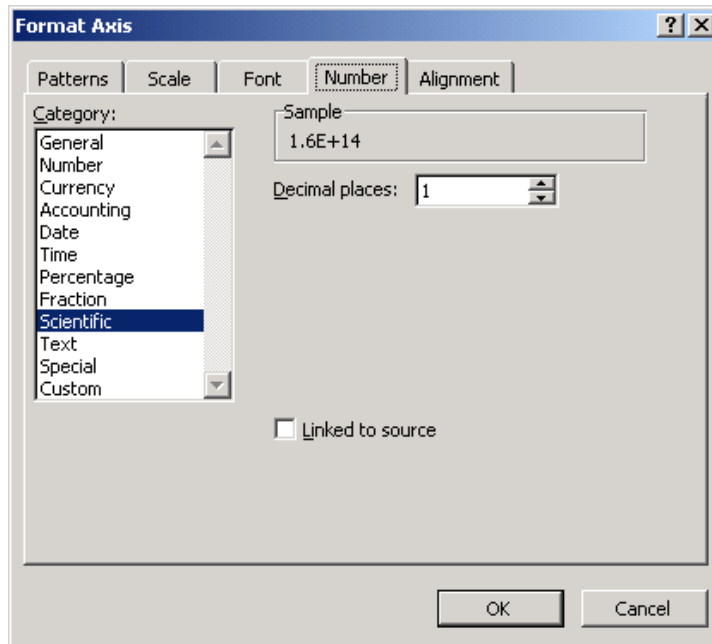 Format Axis
Patterns
Scale
Font
Number
Alignment
Category:
General
Number
Currency
Accounting
Date
Time
Percentage
Fraction
Scientific
Text
Special
Custom
Sample
1.6E+14
Decimal places:
1
Linked to source
OK
Cancel